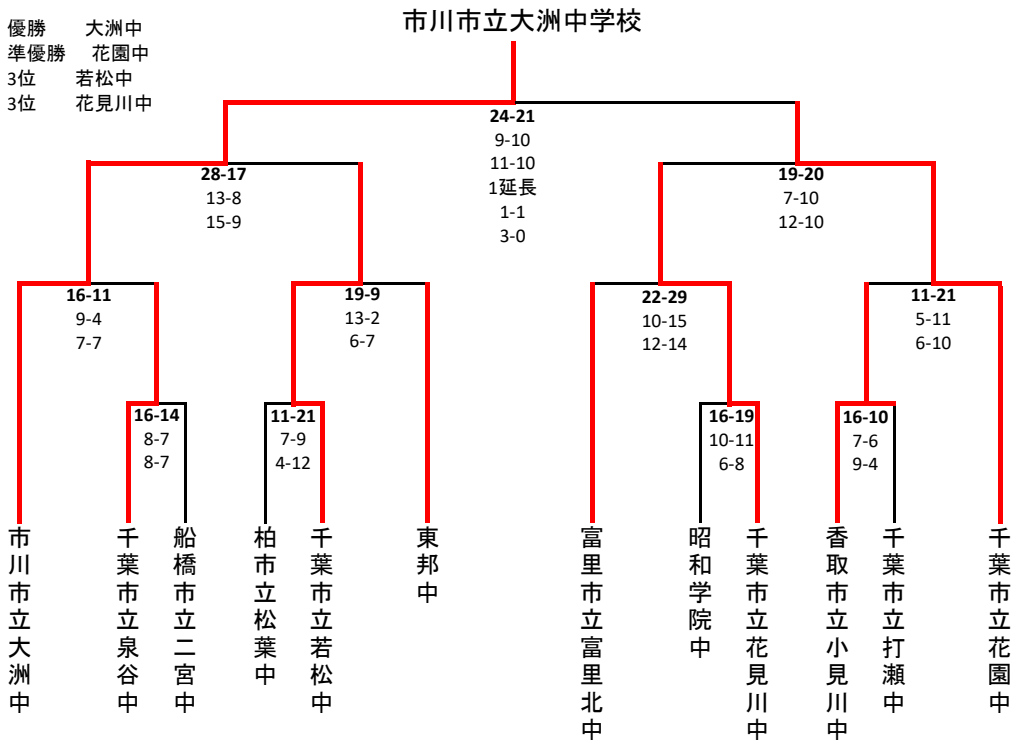 市川市立大洲中学校
優勝 大洲中
準優勝 花園中
3位 若松中
3位 花見川中
24-21
9-10
11-10
1延長
1-1
3-0
28-17
13-8
15-9
19-20
7-10
12-10
16-11
9-4
7-7
19-9
13-2
6-7
22-29
10-15
12-14
11-21
5-11
6-10
16-14
8-7
8-7
11-21
7-9
4-12
16-19
10-11
6-8
16-10
7-6
9-4
市川市立大洲中
千葉市立泉谷中
船橋市立二宮中
柏市立松葉中
千葉市立若松中
東邦中
富里市立富里北中
昭和学院中
千葉市立花見川中
香取市立小見川中
千葉市立打瀬中
千葉市立花園中